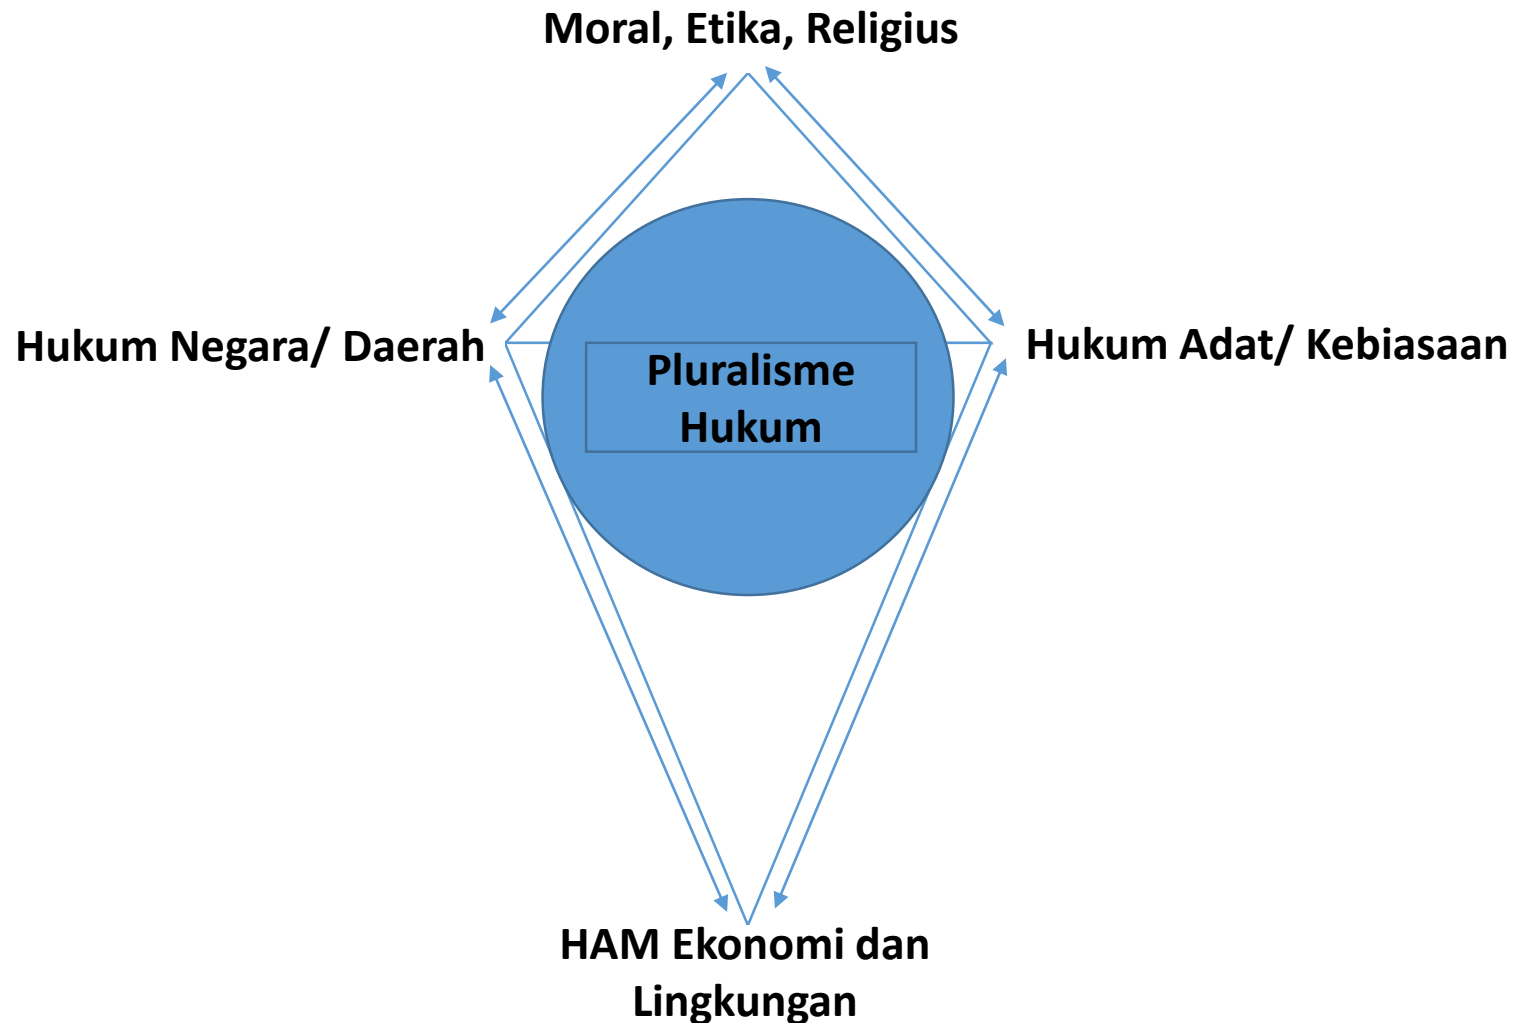 Moral, Etika, Religius
Hukum Negara/ Daerah
Hukum Adat/ Kebiasaan
Pluralisme
Hukum
HAM Ekonomi dan
Lingkungan